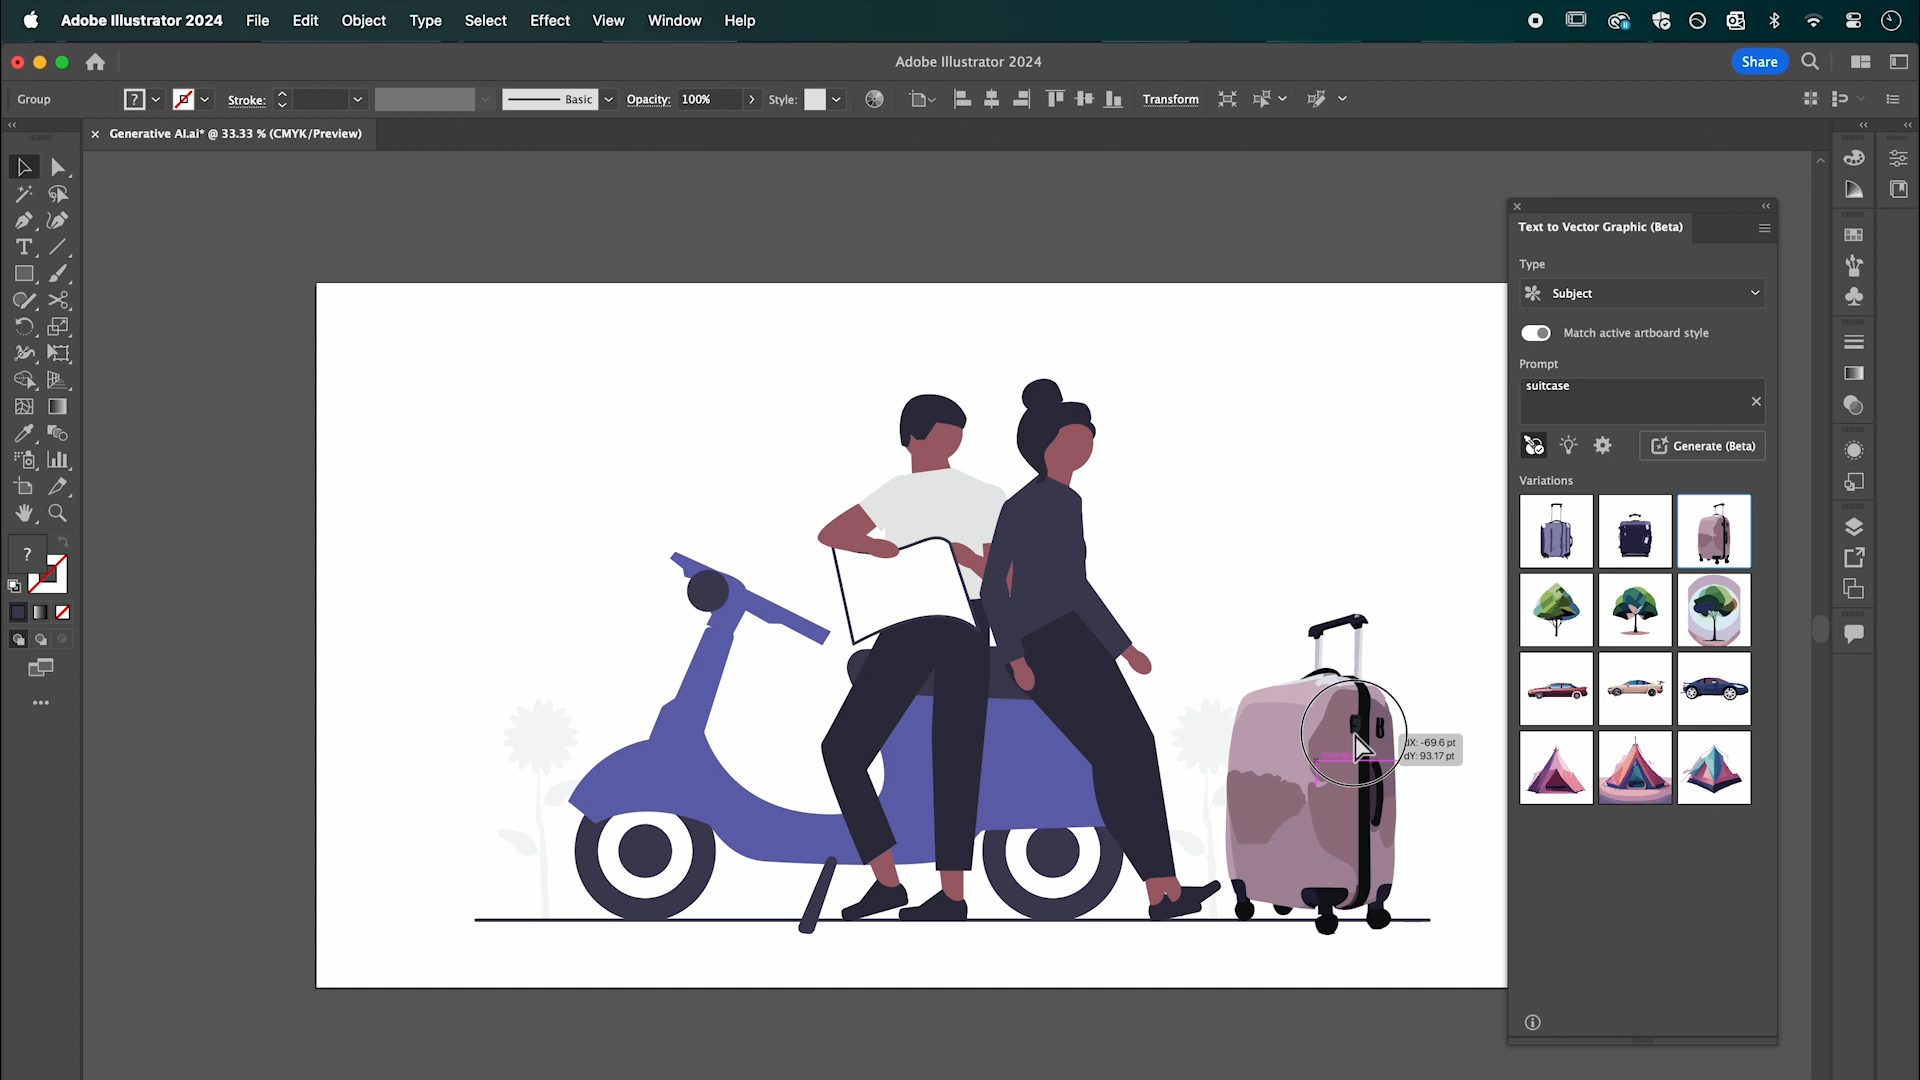 Adobe Illustrator 2024 File Edit Object Type Select Effect View Window Help
Adobe Illustrator 2024
Share
Group
?
Stroke:
Basic
Opacity: 100%
Style:
Transform
Generative AI.ai* @ 33.33 % (CMYK/Preview)
Text to Vector Graphic (Beta)
Type
Subject
Match active artboard style
Prompt
suitcase
Generate (Beta)
Variations
?
dX: -69.6 pt
dY: 93.17 pt